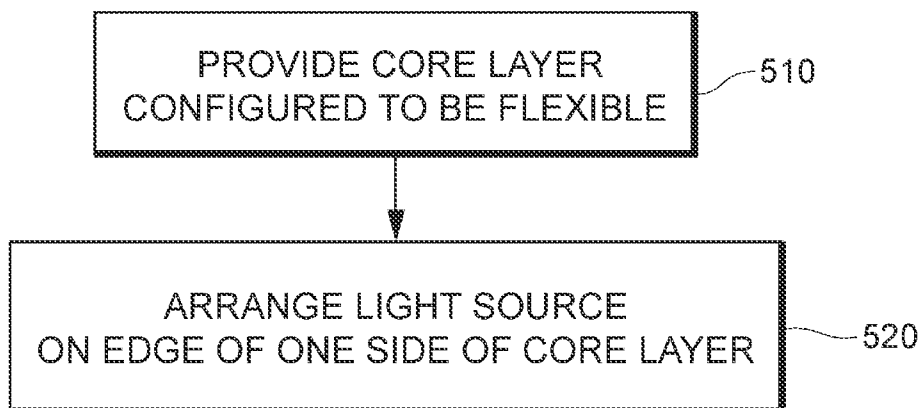 PROVIDE CORE LAYER
CONFIGURED TO BE FLEXIBLE
510
ARRANGE LIGHT SOURCE
ON EDGE OF ONE SIDE OF CORE LAYER
520